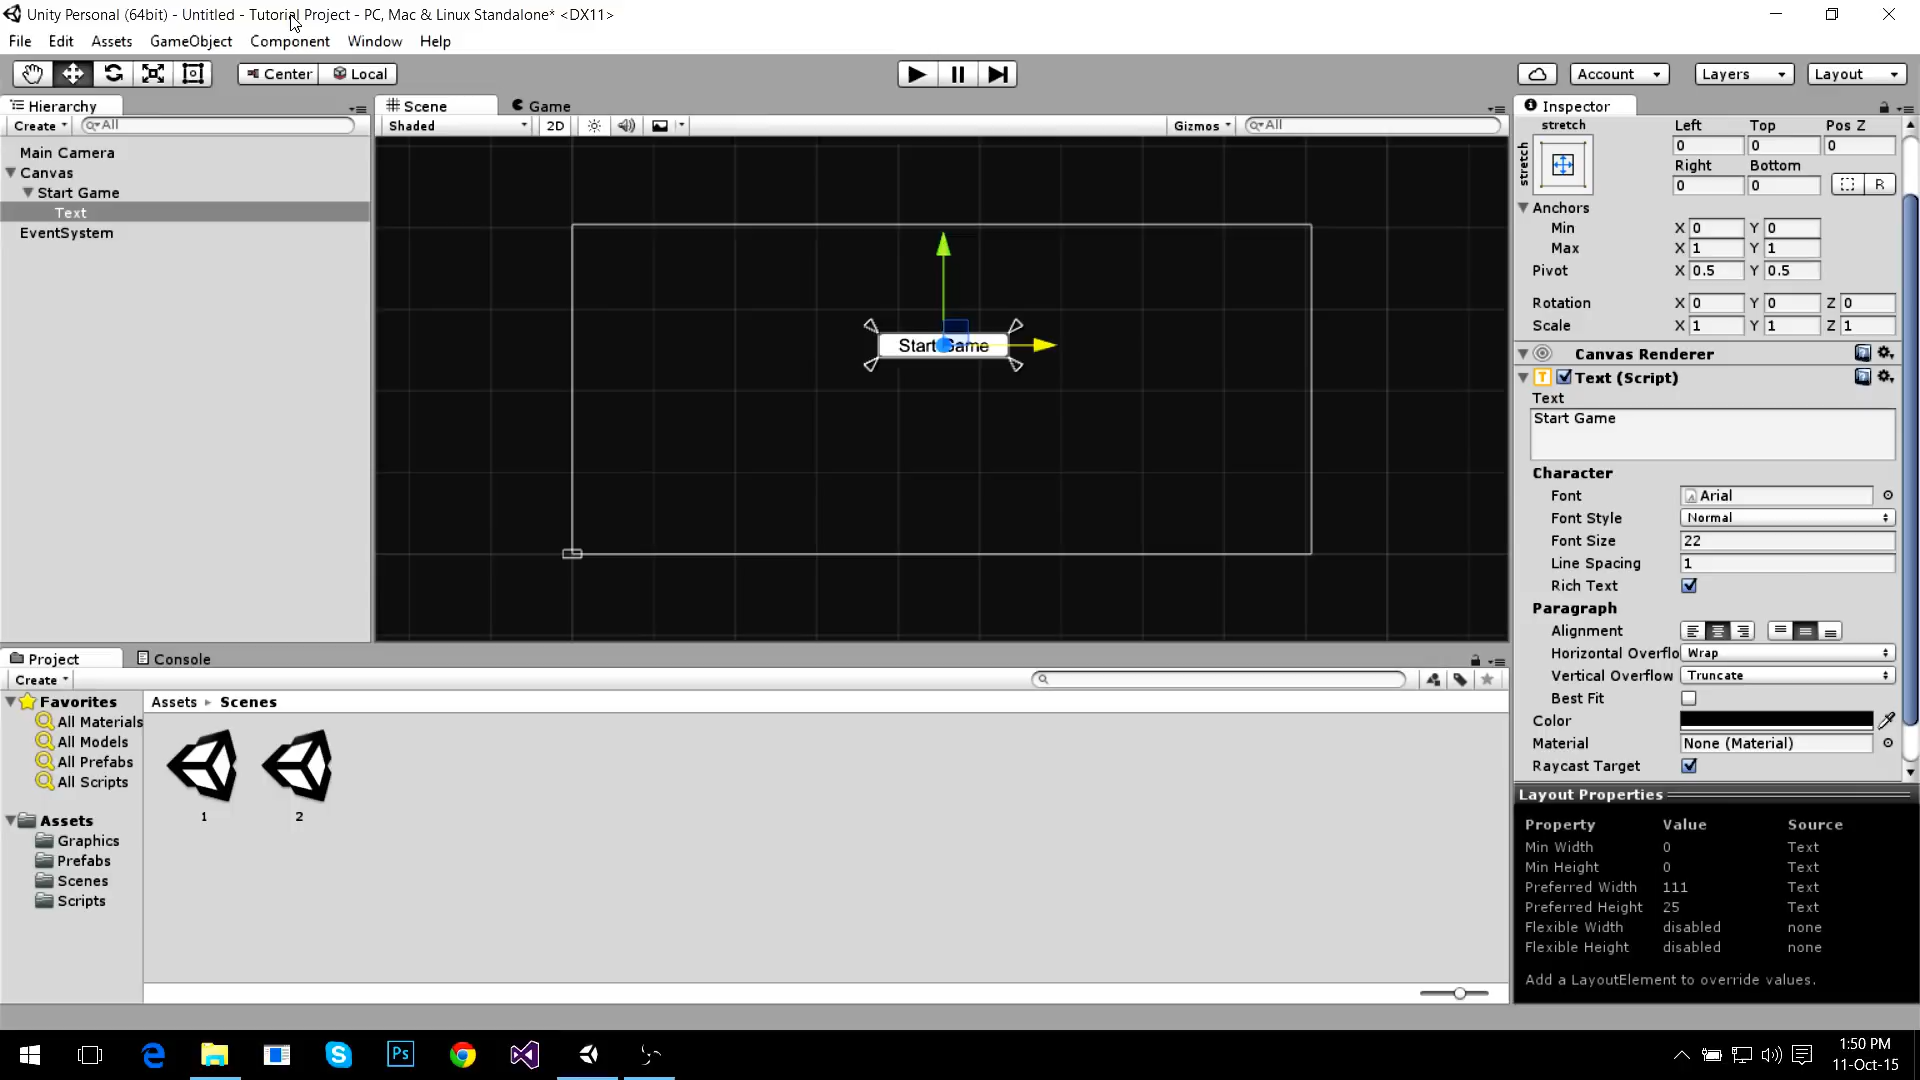 Unity Personal (64bit) - Untitled - Tutorial Project - PC, Mac & Linux Standalone* <DX11>
File Edit Assets GameObject Component Window Help
Center Local
Account Layers Layout
Hierarchy
Create All
Main Camera
Canvas
Start Game
Text
EventSystem
Scene Game
Shaded 2D Gizmos All
Start Game
Inspector
stretch Left Top Pos Z
stretch
0 0 0
Right Bottom
0 0 R
Anchors
Min X 0 Y 0
Max X 1 Y 1
Pivot X 0.5 Y 0.5
Rotation X 0 Y 0 Z 0
Scale X 1 Y 1 Z 1
Canvas Renderer
T Text (Script)
Text
Start Game
Character
Font Arial
Font Style Normal
Font Size 22
Line Spacing 1
Rich Text
Paragraph
Alignment
Horizontal Overflo Wrap
Vertical Overflow Truncate
Best Fit
Color
Material None (Material)
Raycast Target
Layout Properties
Property Value Source
Min Width 0 Text
Min Height 0 Text
Preferred Width 111 Text
Preferred Height 25 Text
Flexible Width disabled none
Flexible Height disabled none
Add a LayoutElement to override values.
Project Console
Create
Favorites
All Materials
All Models
All Prefabs
All Scripts
Assets
Graphics
Prefabs
Scenes
Scripts
Assets Scenes
1 2
Ps
1:50 PM
11-Oct-15